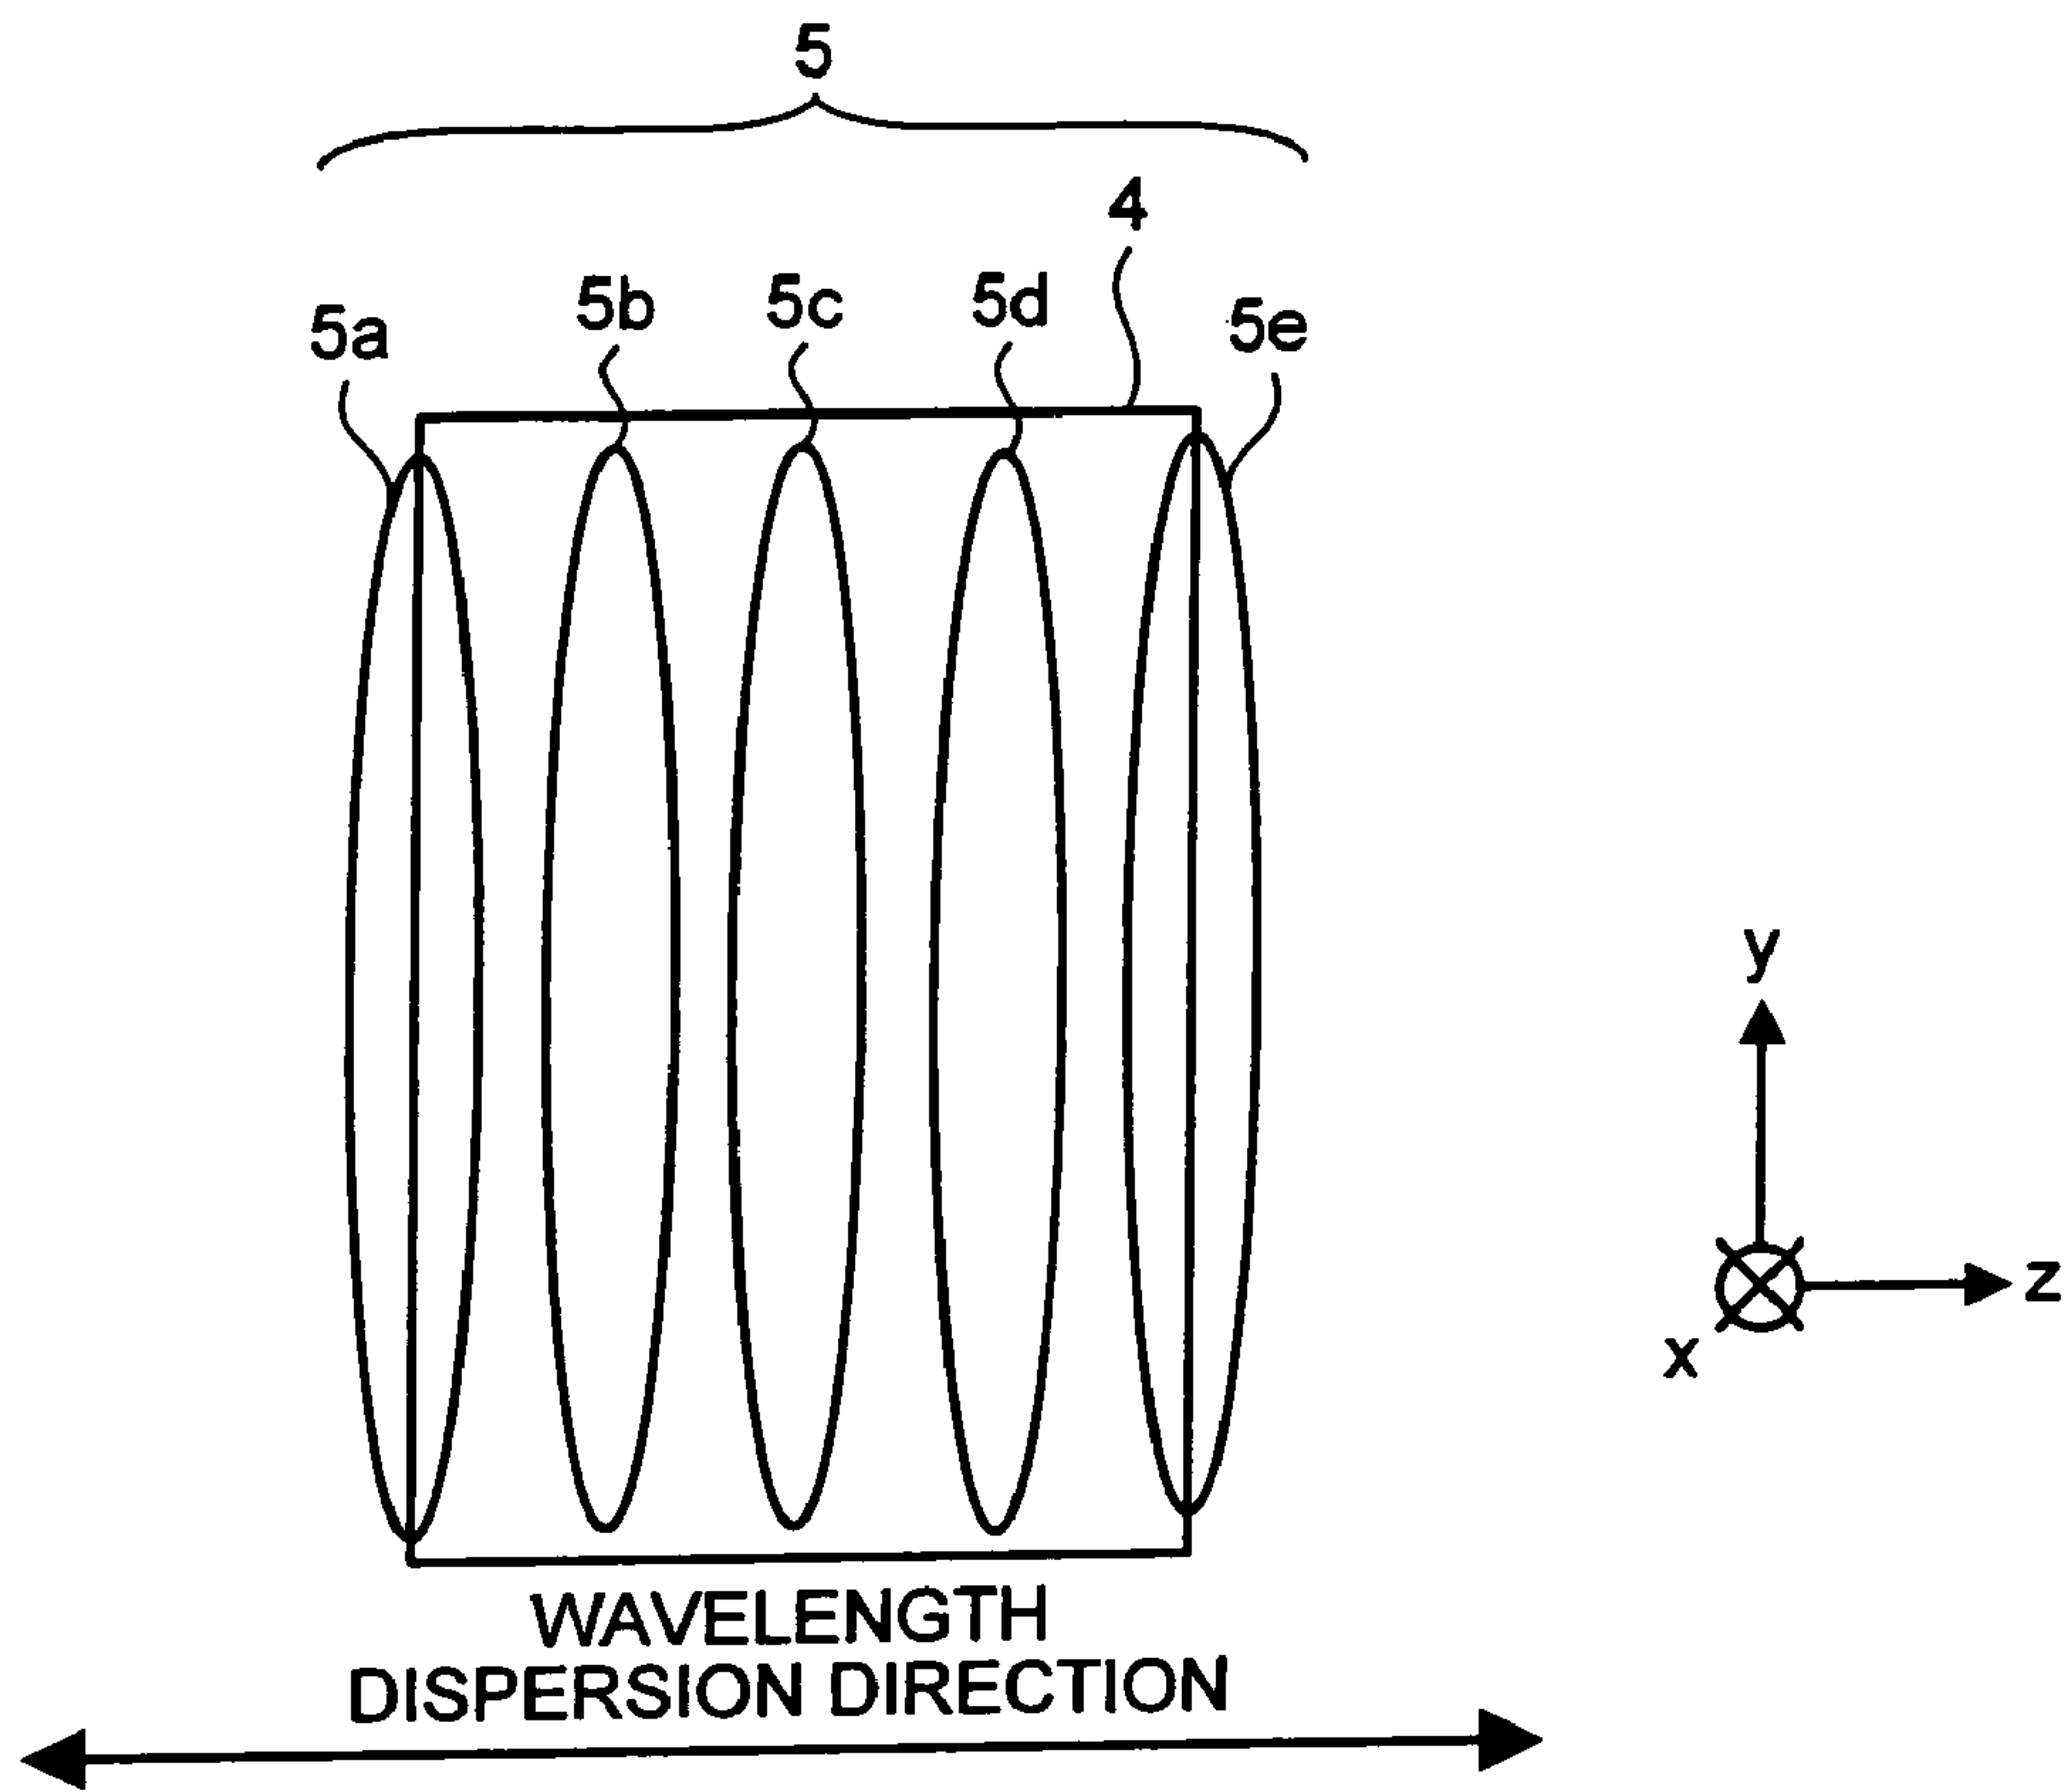 5
4
5a
5b
5c
5d
5e
y
z
x
WAVELENGTH
DISPERSION DIRECTION